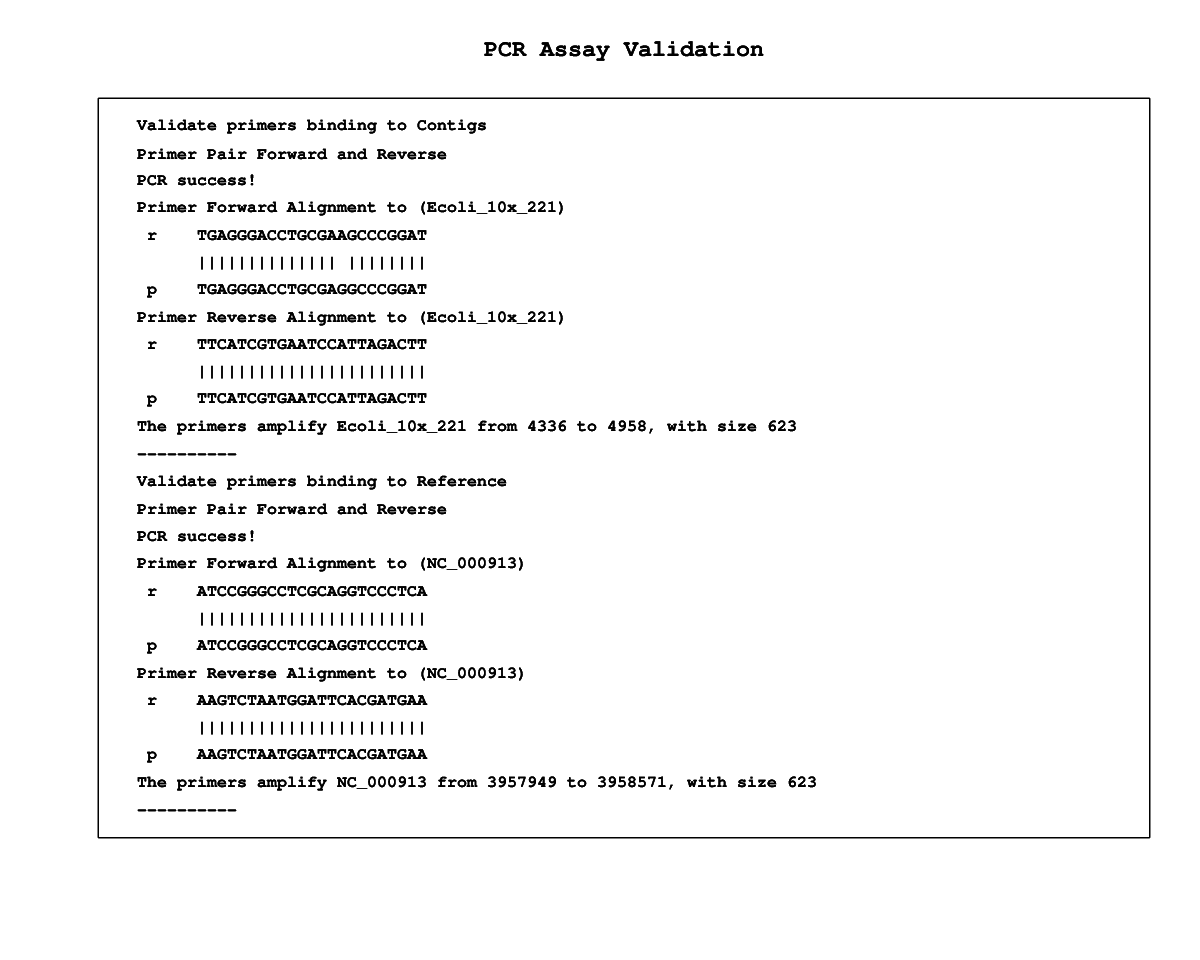 PCR Assay Validation
Validate primers binding to Contigs
Primer Pair Forward and Reverse
PCR success!
Primer Forward Alignment to (Ecoli_10x_221)
r    TGAGGGACCTGCGAAGCCCGGAT
|||||||||||||| ||||||||
p    TGAGGGACCTGCGAGGCCCGGAT
Primer Reverse Alignment to (Ecoli_10x_221)
r    TTCATCGTGAATCCATTAGACTT
|||||||||||||||||||||||
p    TTCATCGTGAATCCATTAGACTT
The primers amplify Ecoli_10x_221 from 4336 to 4958, with size 623
----------
Validate primers binding to Reference
Primer Pair Forward and Reverse
PCR success!
Primer Forward Alignment to (NC_000913)
r    ATCCGGGCCTCGCAGGTCCCTCA
|||||||||||||||||||||||
p    ATCCGGGCCTCGCAGGTCCCTCA
Primer Reverse Alignment to (NC_000913)
r    AAGTCTAATGGATTCACGATGAA
|||||||||||||||||||||||
p    AAGTCTAATGGATTCACGATGAA
The primers amplify NC_000913 from 3957949 to 3958571, with size 623
----------